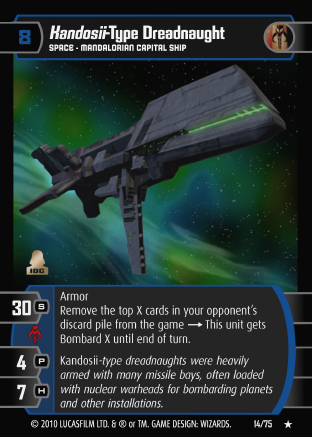 8
Kandosii-Type Dreadnaught
SPACE - MANDALORIAN CAPITAL SHIP
IDC
30 S
4 P
7 H
Armor
Remove the top X cards in your opponent's
discard pile from the game → This unit gets
Bombard X until end of turn.
Kandosii-type dreadnaughts were heavily
armed with many missile bays, often loaded
with nuclear warheads for bombarding planets
and other installations.
© 2010 LUCASFILM LTD. & ® or TM. GAME DESIGN: WIZARDS.
14/75 ★